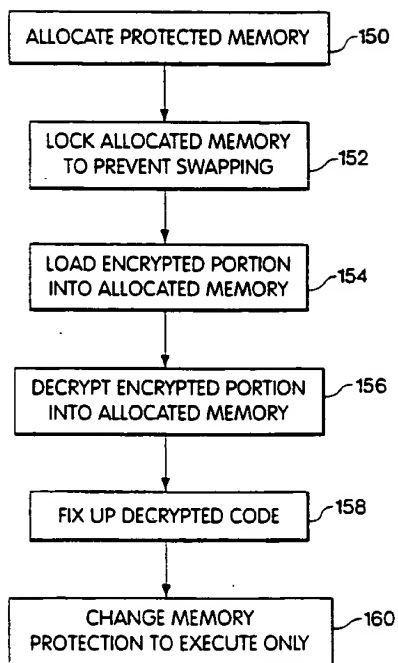 ALLOCATE PROTECTED MEMORY
150
LOCK ALLOCATED MEMORY
TO PREVENT SWAPPING
152
LOAD ENCRYPTED PORTION
INTO ALLOCATED MEMORY
154
DECRYPT ENCRYPTED PORTION
INTO ALLOCATED MEMORY
156
FIX UP DECRYPTED CODE
158
CHANGE MEMORY
PROTECTION TO EXECUTE ONLY
160